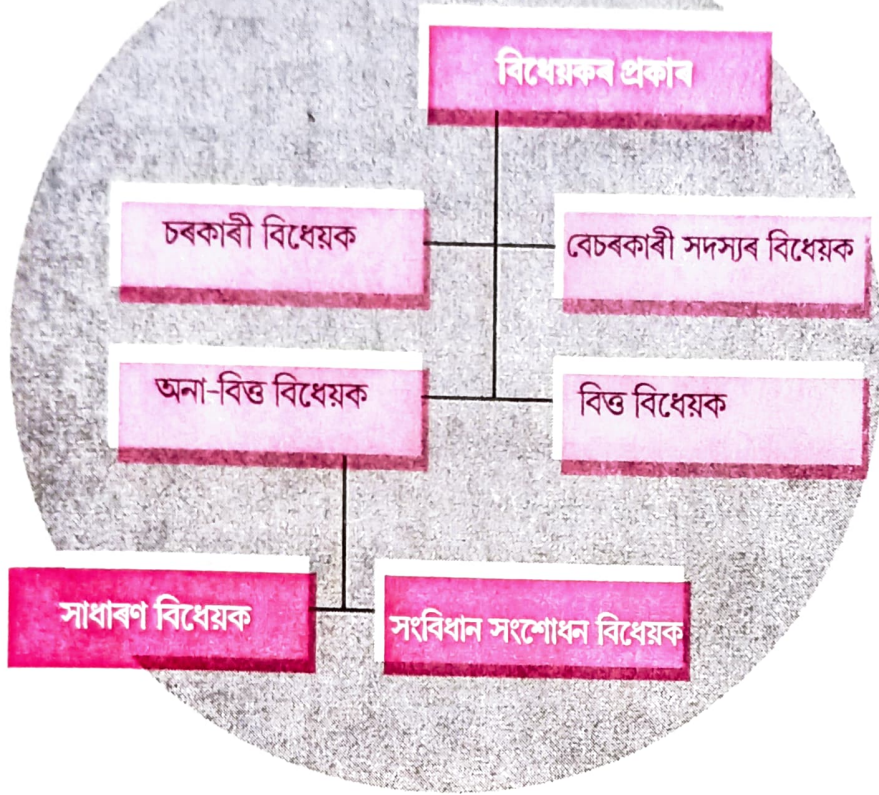 বিধেয়কৰ প্ৰকাৰ
চৰকাৰী বিধেয়ক
বেচৰকাৰী সদস্যৰ বিধেয়ক
অনা-বিত্ত বিধেয়ক
বিত্ত বিধেয়ক
সাধাৰণ বিধেয়ক
সংবিধান সংশোধন বিধেয়ক